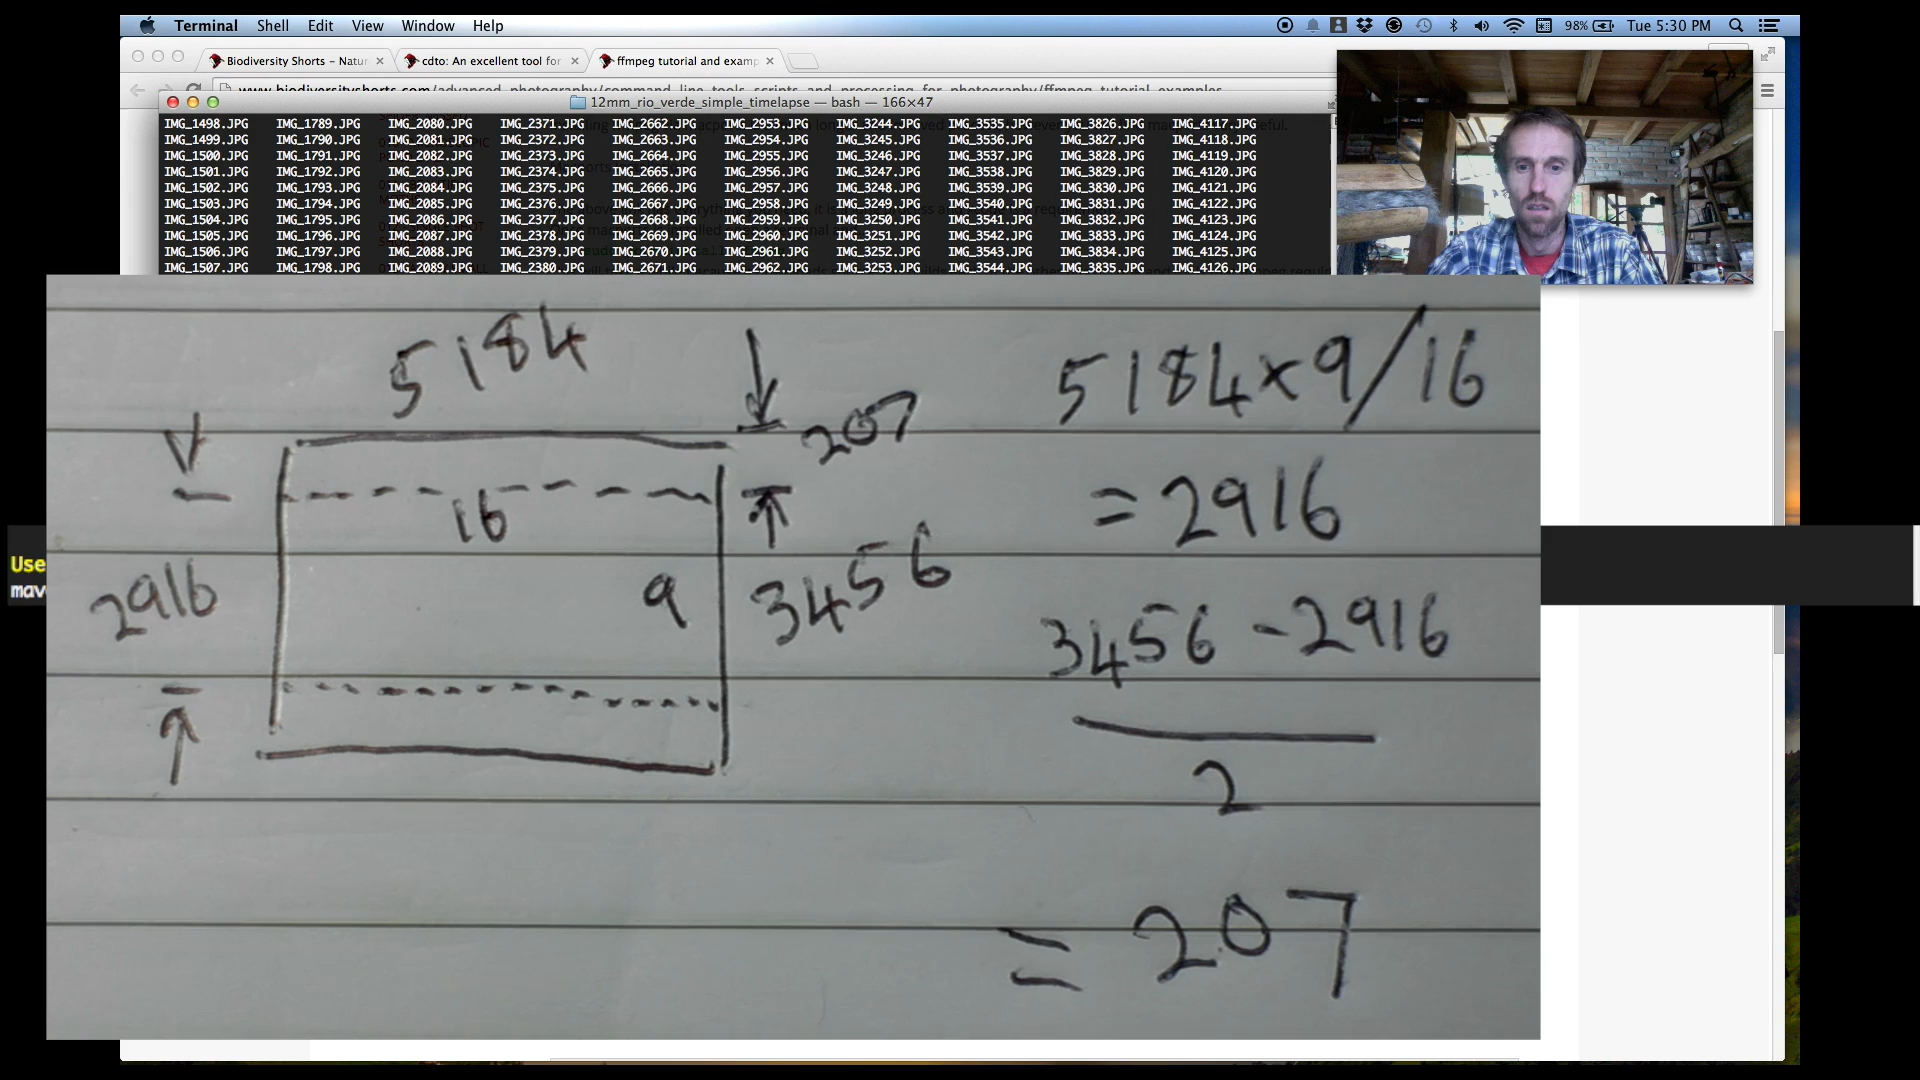 Terminal Shell Edit View Window Help 98% Tue 5:30 PM
Biodiversity Shorts – Natur cdto: An excellent tool for ffmpeg tutorial and examp
www.biodiversityshorts.com/advanced_photography/command_line_tools_scripts_and_processing_for_photography/ffmpeg_tutorial_examples
12mm_rio_verde_simple_timelapse — bash — 166×47
IMG_1498.JPG IMG_1789.JPG IMG_2080.JPG IMG_2371.JPG IMG_2662.JPG IMG_2953.JPG IMG_3244.JPG IMG_3535.JPG IMG_3826.JPG IMG_4117.JPG
IMG_1499.JPG IMG_1790.JPG IMG_2081.JPG IMG_2372.JPG IMG_2663.JPG IMG_2954.JPG IMG_3245.JPG IMG_3536.JPG IMG_3827.JPG IMG_4118.JPG
IMG_1500.JPG IMG_1791.JPG IMG_2082.JPG IMG_2373.JPG IMG_2664.JPG IMG_2955.JPG IMG_3246.JPG IMG_3537.JPG IMG_3828.JPG IMG_4119.JPG
IMG_1501.JPG IMG_1792.JPG IMG_2083.JPG IMG_2374.JPG IMG_2665.JPG IMG_2956.JPG IMG_3247.JPG IMG_3538.JPG IMG_3829.JPG IMG_4120.JPG
IMG_1502.JPG IMG_1793.JPG IMG_2084.JPG IMG_2375.JPG IMG_2666.JPG IMG_2957.JPG IMG_3248.JPG IMG_3539.JPG IMG_3830.JPG IMG_4121.JPG
IMG_1503.JPG IMG_1794.JPG IMG_2085.JPG IMG_2376.JPG IMG_2667.JPG IMG_2958.JPG IMG_3249.JPG IMG_3540.JPG IMG_3831.JPG IMG_4122.JPG
IMG_1504.JPG IMG_1795.JPG IMG_2086.JPG IMG_2377.JPG IMG_2668.JPG IMG_2959.JPG IMG_3250.JPG IMG_3541.JPG IMG_3832.JPG IMG_4123.JPG
IMG_1505.JPG IMG_1796.JPG IMG_2087.JPG IMG_2378.JPG IMG_2669.JPG IMG_2960.JPG IMG_3251.JPG IMG_3542.JPG IMG_3833.JPG IMG_4124.JPG
IMG_1506.JPG IMG_1797.JPG IMG_2088.JPG IMG_2379.JPG IMG_2670.JPG IMG_2961.JPG IMG_3252.JPG IMG_3543.JPG IMG_3834.JPG IMG_4125.JPG
IMG_1507.JPG IMG_1798.JPG IMG_2089.JPG IMG_2380.JPG IMG_2671.JPG IMG_2962.JPG IMG_3253.JPG IMG_3544.JPG IMG_3835.JPG IMG_4126.JPG
5184
207
16
2916
9
3456
5184×9/16
=2916
3456-2916
2
= 207
Use
mav